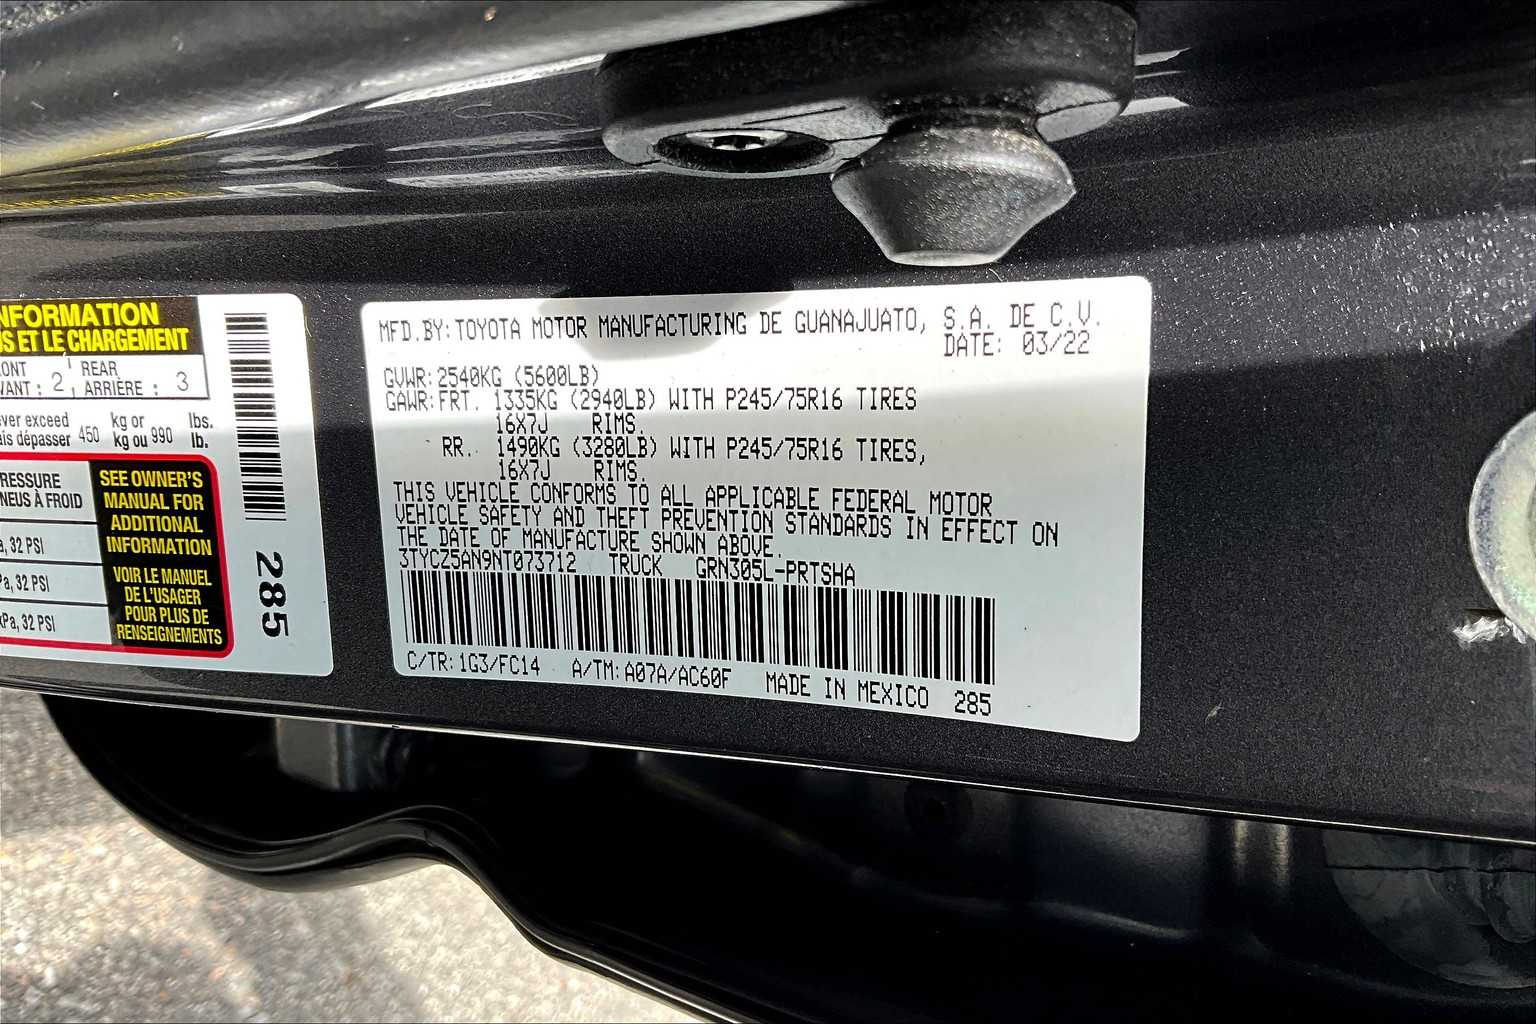 NFORMATION
S ET LE CHARGEMENT
ONT : 2 REAR
VANT : 2 ARRIÈRE : 3
ever exceed 450 kg or 990 lbs.
ais dépasser kg ou lb.
RESSURE
NEUS À FROID
a, 32 PSI
Pa, 32 PSI
kPa, 32 PSI
SEE OWNER'S
MANUAL FOR
ADDITIONAL
INFORMATION
VOIR LE MANUEL
DE L'USAGER
POUR PLUS DE
RENSEIGNEMENTS
285
MFD.BY:TOYOTA MOTOR MANUFACTURING DE GUANAJUATO, S.A. DE C.V.
DATE: 03/22
GVWR:2540KG (5600LB)
GAWR:FRT. 1335KG (2940LB) WITH P245/75R16 TIRES
16X7J RIMS.
RR. 1490KG (3280LB) WITH P245/75R16 TIRES,
16X7J RIMS.
THIS VEHICLE CONFORMS TO ALL APPLICABLE FEDERAL MOTOR
VEHICLE SAFETY AND THEFT PREVENTION STANDARDS IN EFFECT ON
THE DATE OF MANUFACTURE SHOWN ABOVE.
3TYCZ5AN9NT073712 TRUCK GRN305L-PRTSHA
C/TR:1G3/FC14 A/TM:A07A/AC60F MADE IN MEXICO 285